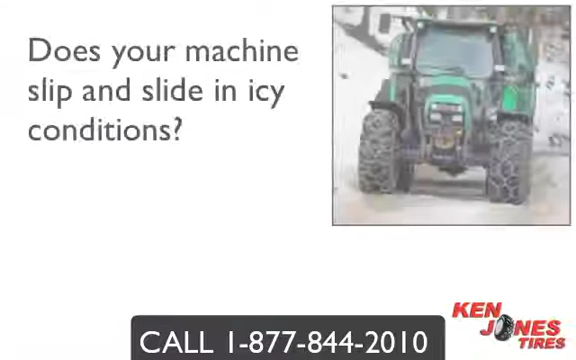 Does your machine
slip and slide in icy
conditions?
KEN
JONES
TIRES
CALL 1-877-844-2010